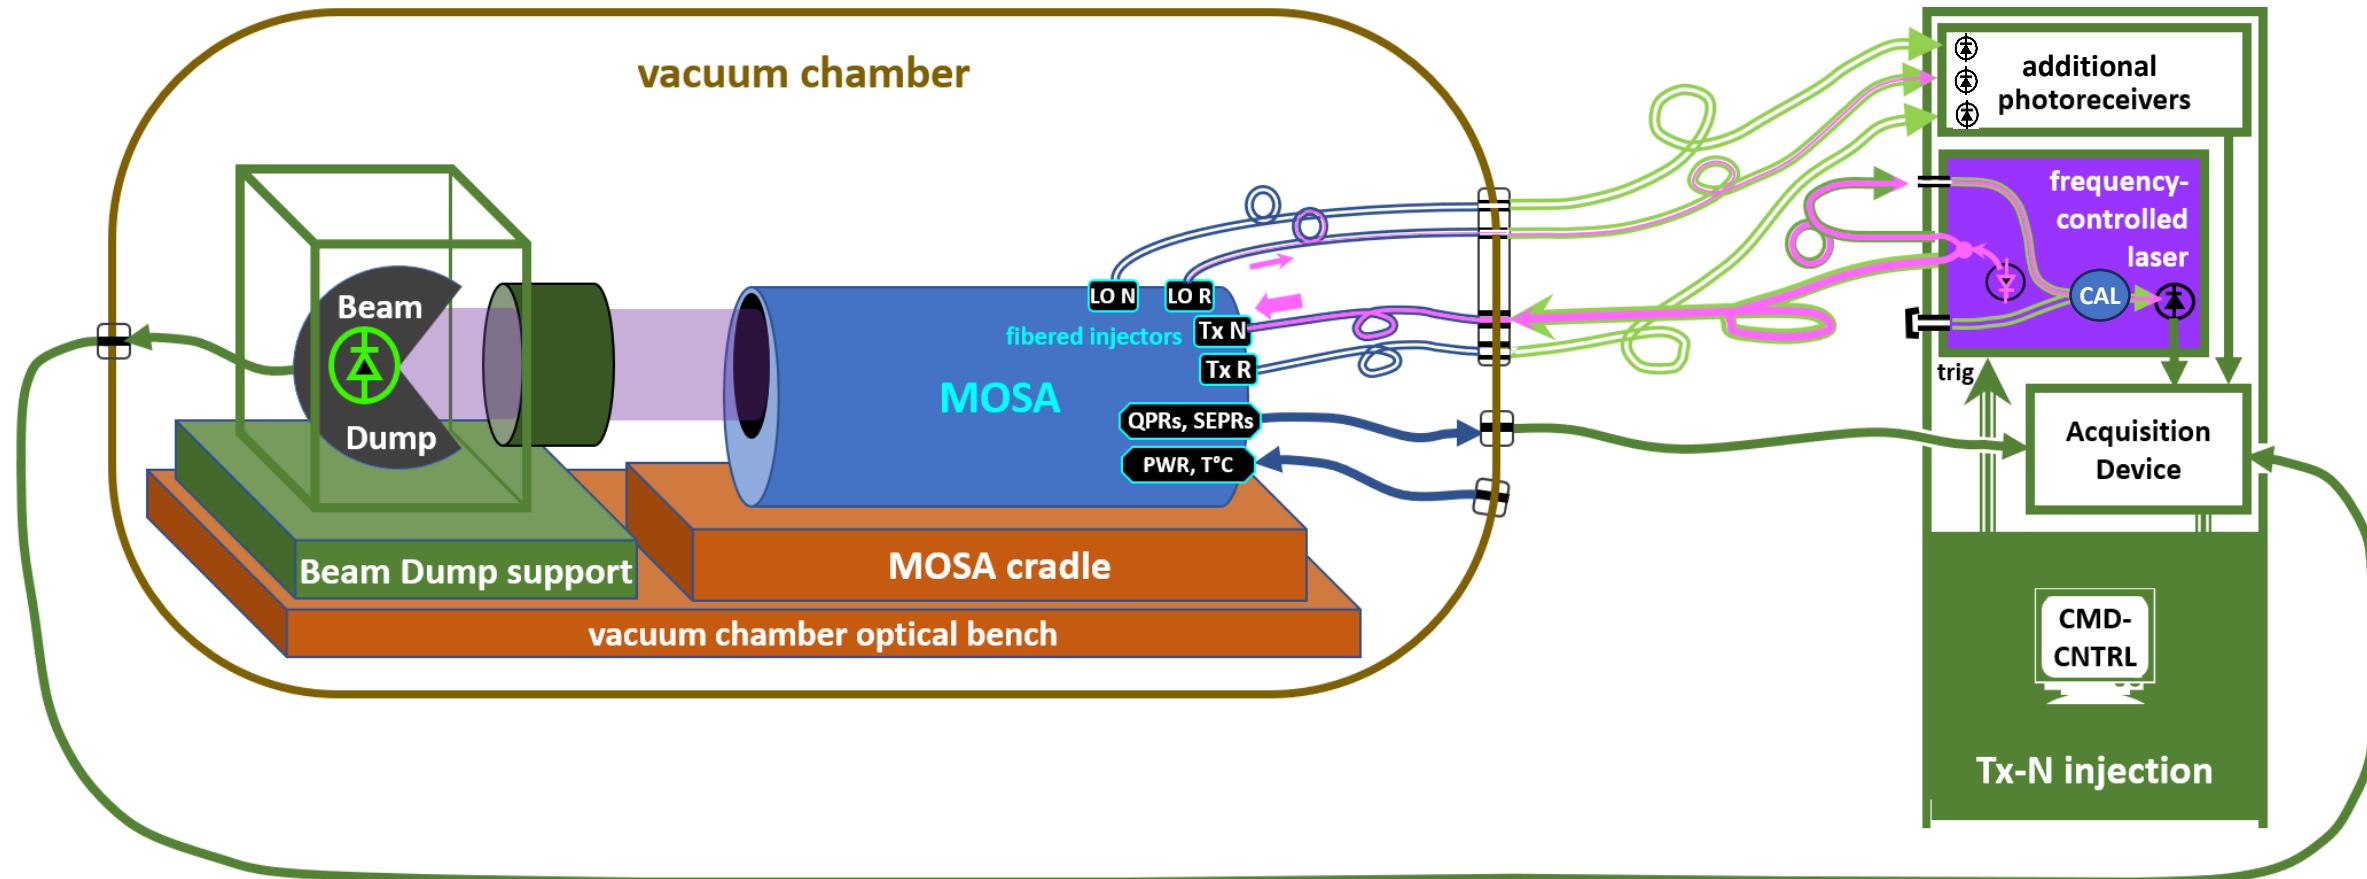 vacuum chamber
additional
photoreceivers
frequency-
controlled
laser
CAL
Beam
Dump
LO N
LO R
fibered injectors
Tx N
Tx R
MOSA
QPRs, SEPRs
PWR, T°C
trig
Acquisition
Device
Beam Dump support
MOSA cradle
vacuum chamber optical bench
CMD-
CNTRL
Tx-N injection